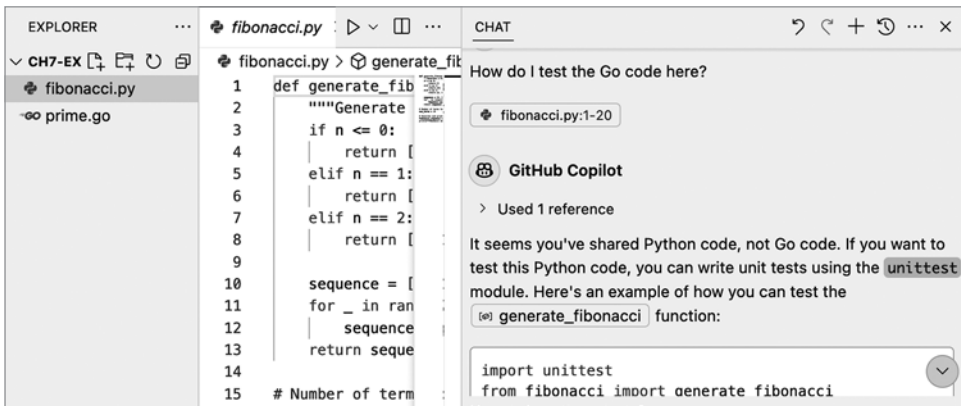 EXPLORER
CH7-EX
fibonacci.py
GO prime.go
fibonacci.py
fibonacci.py > generate_fit
1 def generate_fib
2 """Generate
3 if n <= 0:
4 return [
5 elif n == 1:
6 return [
7 elif n == 2:
8 return [
9
10 sequence = [
11 for _ in ran
12 sequence
13 return seque
14
15 # Number of term
CHAT
How do I test the Go code here?
fibonacci.py:1-20
GitHub Copilot
> Used 1 reference
It seems you've shared Python code, not Go code. If you want to
test this Python code, you can write unit tests using the unittest
module. Here's an example of how you can test the
generate_fibonacci function:
import unittest
from fibonacci import generate_fibonacci